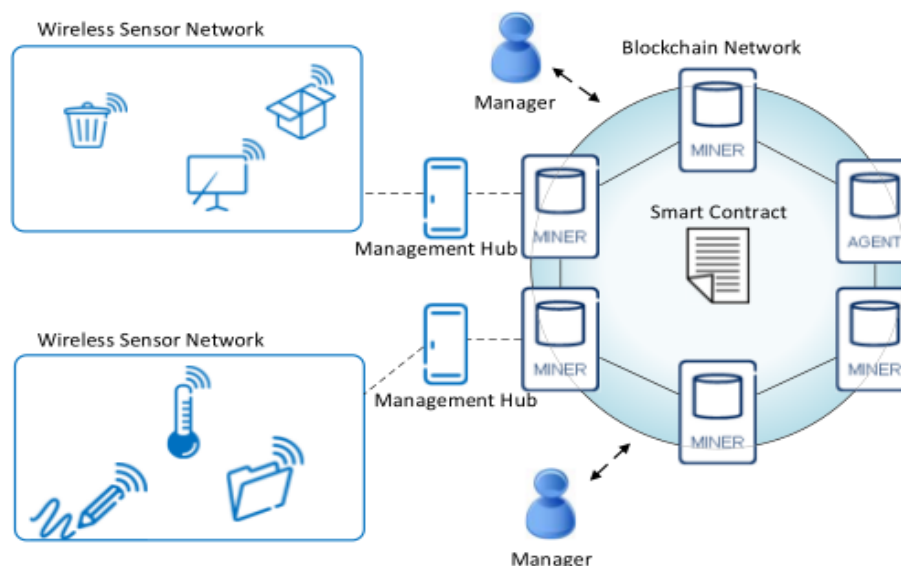 Wireless Sensor Network
Manager
Blockchain Network
MINER
MINER
Management Hub
Smart Contract
AGENT
Wireless Sensor Network
Management Hub
MINER
MINER
MINER
Manager